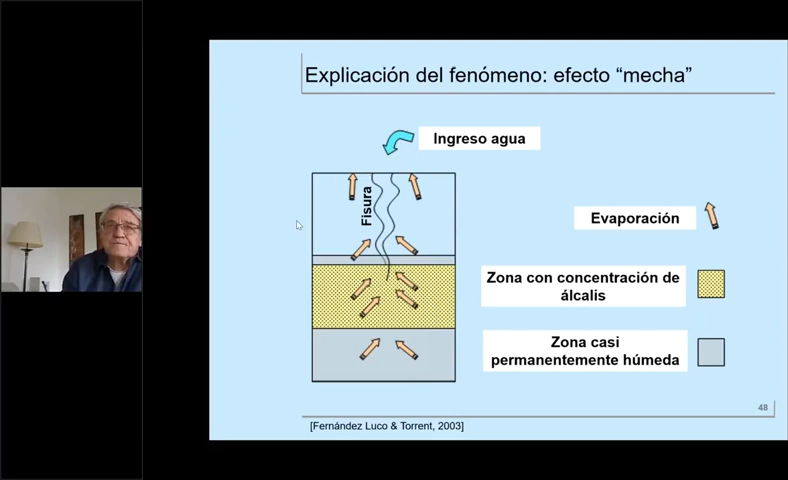 Explicación del fenómeno: efecto “mecha”
Ingreso agua
Fisura
Evaporación
Zona con concentración de
álcalis
Zona casi
permanentemente húmeda
48
[Fernández Luco & Torrent, 2003]